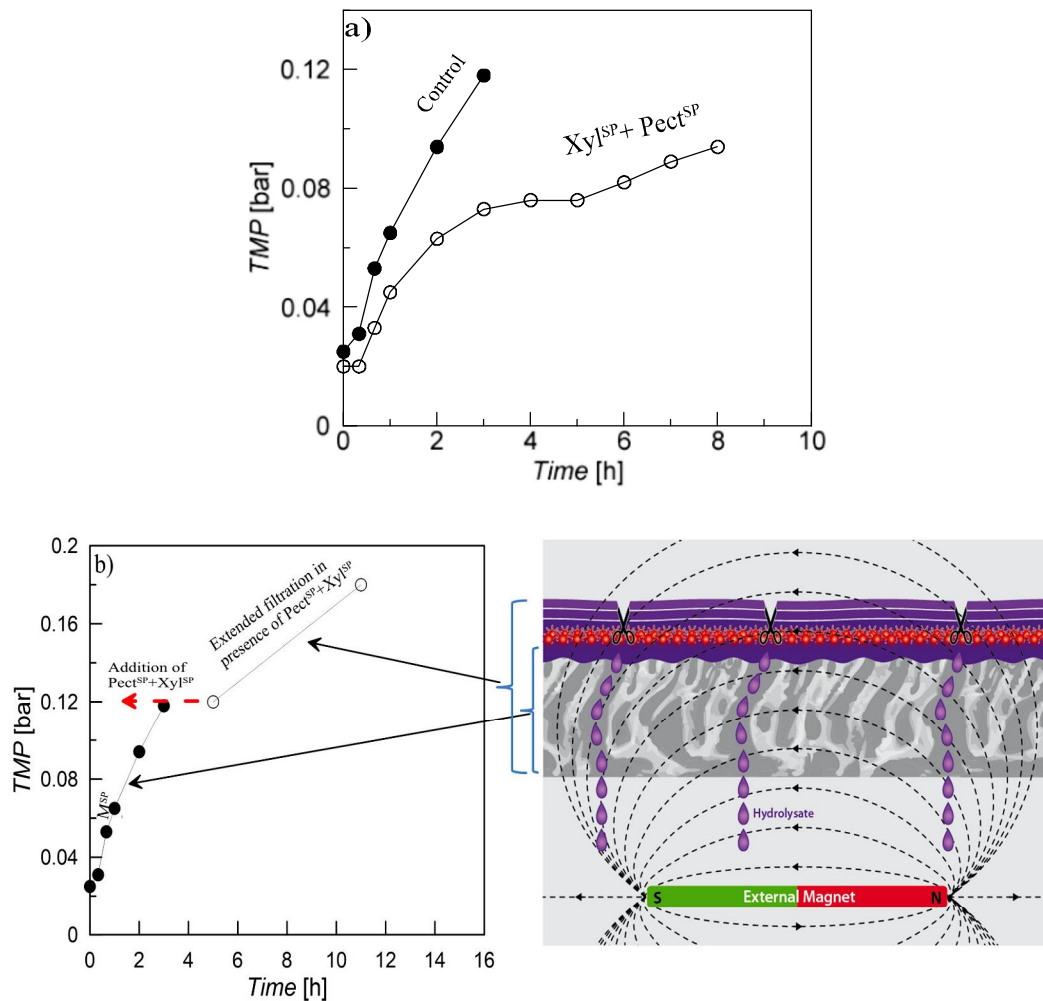 a)
0.12
0.08
0.04
0
TMP [bar]
Control
Xyl^SP + Pect^SP
0 2 4 6 8 10
Time [h]
b)
0.2
0.16
0.12
0.08
0.04
0
TMP [bar]
Extended filtration in
presence of Pect^SP+Xyl^SP
Addition of
Pect^SP+Xyl^SP
M^SP
0 2 4 6 8 10 12 14 16
Time [h]
Hydrolysate
S External Magnet N